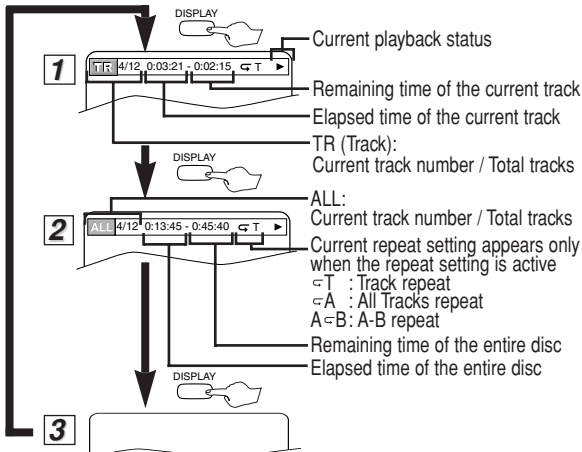 DISPLAY
Current playback status
1
TR 4/12 0:03:21 - 0:02:15 T ►
Remaining time of the current track
Elapsed time of the current track
TR (Track):
Current track number / Total tracks
DISPLAY
ALL:
Current track number / Total tracks
2
ALL 4/12 0:13:45 - 0:45:40 T ►
Current repeat setting appears only
when the repeat setting is active
T : Track repeat
A : All Tracks repeat
A B : A-B repeat
Remaining time of the entire disc
Elapsed time of the entire disc
DISPLAY
3